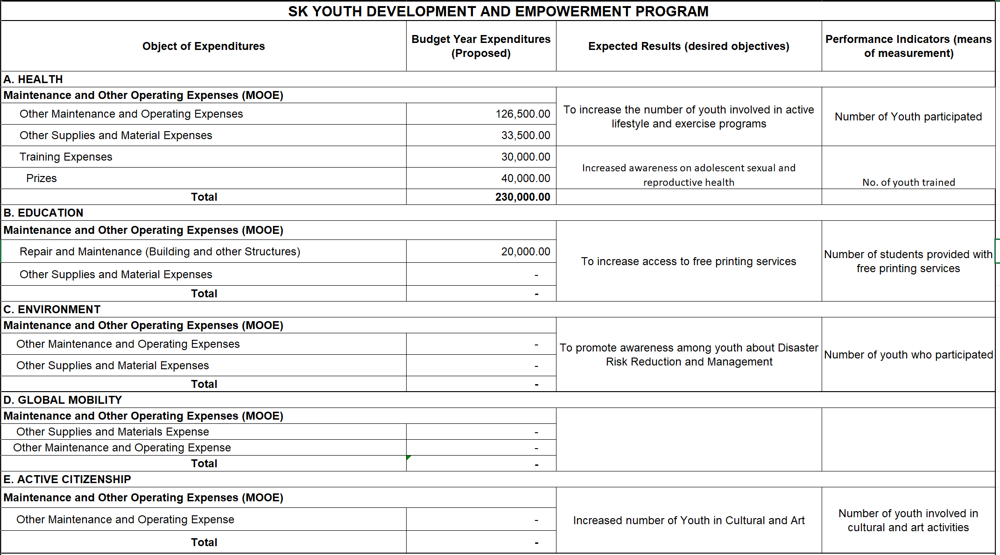 SK YOUTH DEVELOPMENT AND EMPOWERMENT PROGRAM
Object of Expenditures
Budget Year Expenditures
(Proposed)
Expected Results (desired objectives)
Performance Indicators (means
of measurement)
A. HEALTH
Maintenance and Other Operating Expenses (MOOE)
Other Maintenance and Operating Expenses 126,500.00
Other Supplies and Material Expenses 33,500.00
To increase the number of youth involved in active
lifestyle and exercise programs
Number of Youth participated
Training Expenses 30,000.00
Prizes 40,000.00
Increased awareness on adolescent sexual and
reproductive health
No. of youth trained
Total 230,000.00
B. EDUCATION
Maintenance and Other Operating Expenses (MOOE)
Repair and Maintenance (Building and other Structures) 20,000.00
Other Supplies and Material Expenses -
Total -
To increase access to free printing services
Number of students provided with
free printing services
C. ENVIRONMENT
Maintenance and Other Operating Expenses (MOOE)
Other Maintenance and Operating Expenses -
Other Supplies and Material Expenses -
Total -
To promote awareness among youth about Disaster
Risk Reduction and Management
Number of youth who participated
D. GLOBAL MOBILITY
Maintenance and Other Operating Expenses (MOOE)
Other Supplies and Materials Expense -
Other Maintenance and Operating Expense -
Total -
E. ACTIVE CITIZENSHIP
Maintenance and Other Operating Expenses (MOOE)
Other Maintenance and Operating Expense -
Total -
Increased number of Youth in Cultural and Art
Number of youth involved in
cultural and art activities